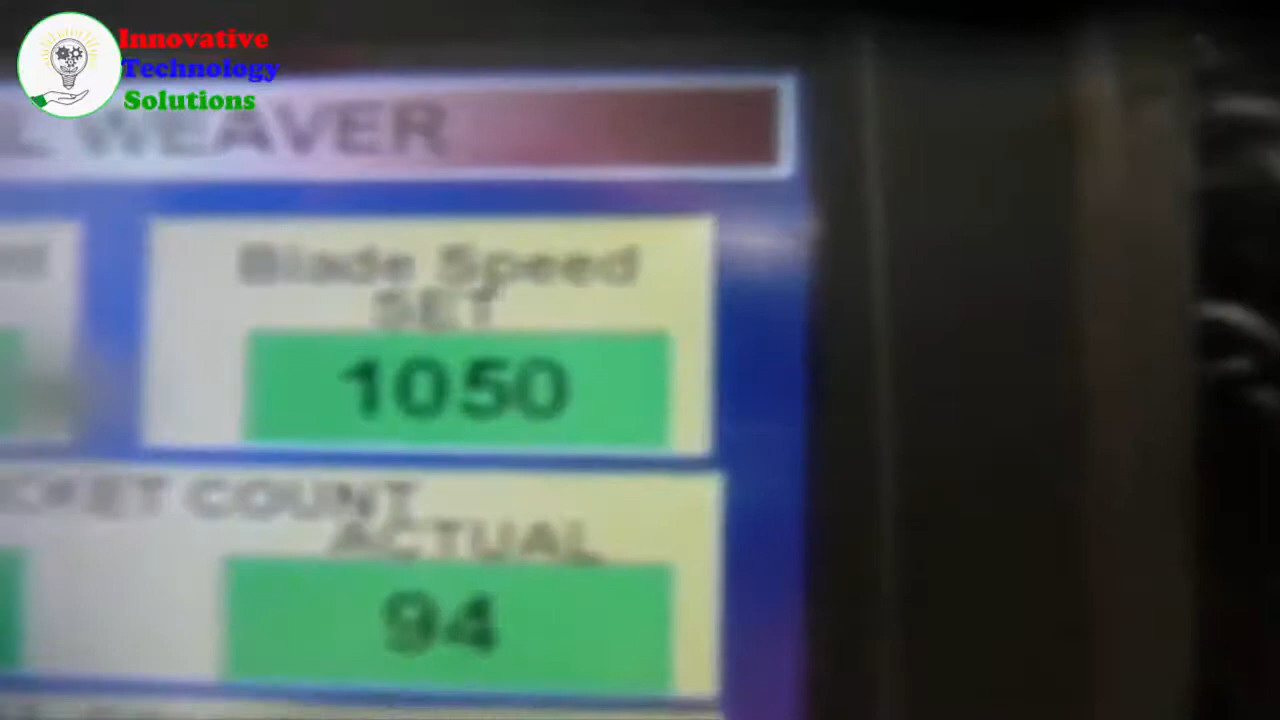 Innovative
Technology
Solutions
WEAVER
Blade Speed
SET
1050
COUNT
ACTUAL
94